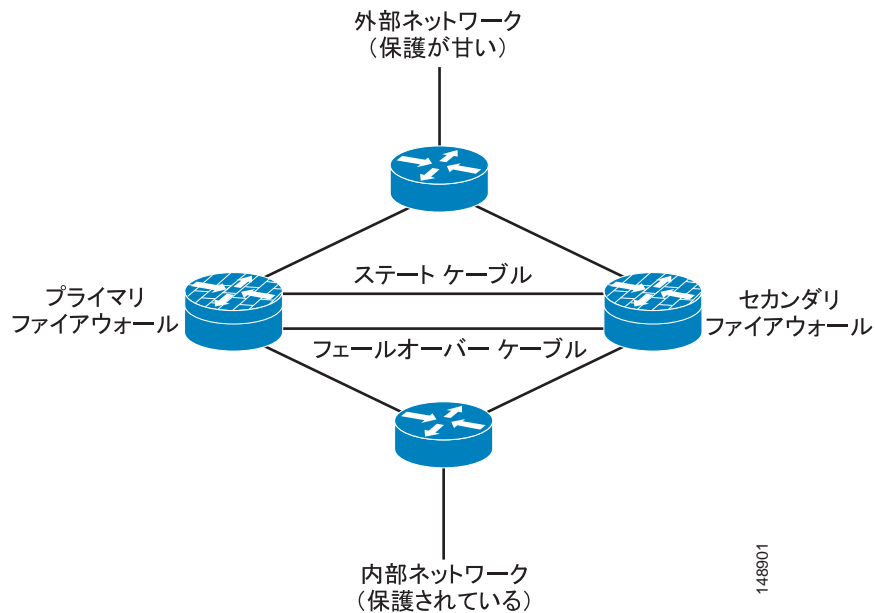 外部ネットワーク
（保護が甘い）
ステート ケーブル
プライマリ
ファイアウォール
セカンダリ
ファイアウォール
フェールオーバー ケーブル
内部ネットワーク
（保護されている）
148901